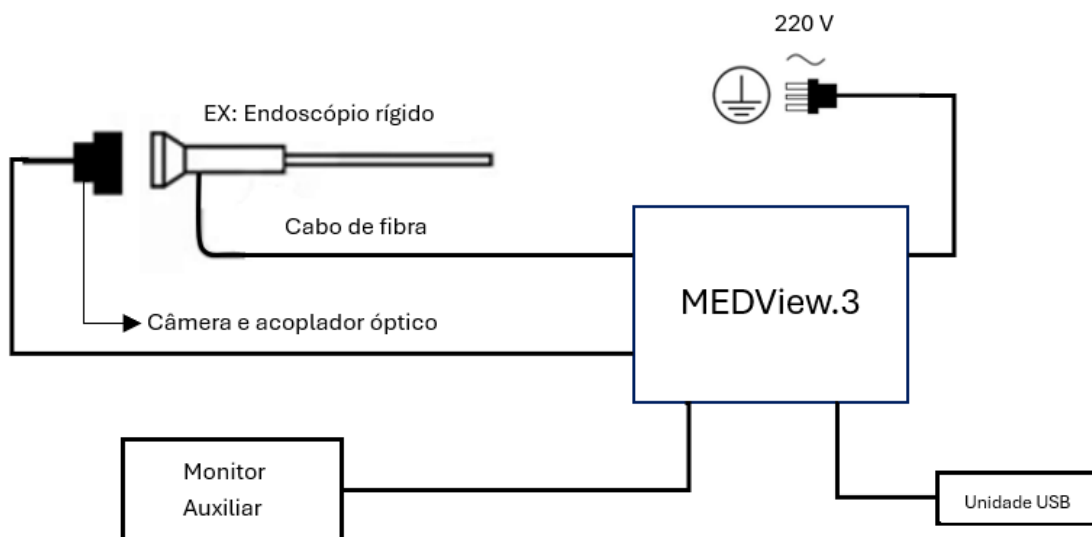 220 V
EX: Endoscópio rígido
Cabo de fibra
MEDView.3
Câmera e acoplador óptico
Monitor
Auxiliar
Unidade USB